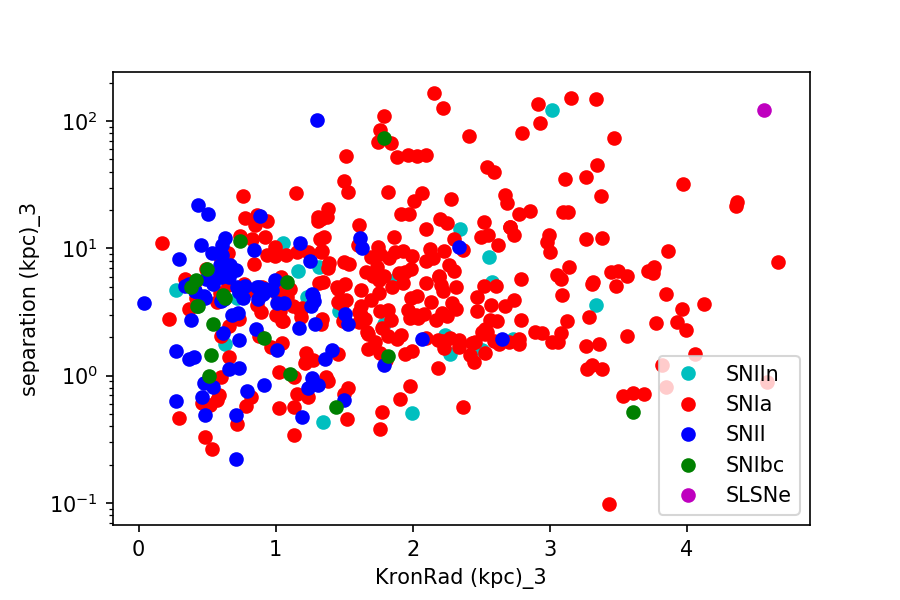 10²
10¹
10⁰
10⁻¹
separation (kpc)_3
0 1 2 3 4
KronRad (kpc)_3
SNIIn
SNIa
SNII
SNIbc
SLSNe